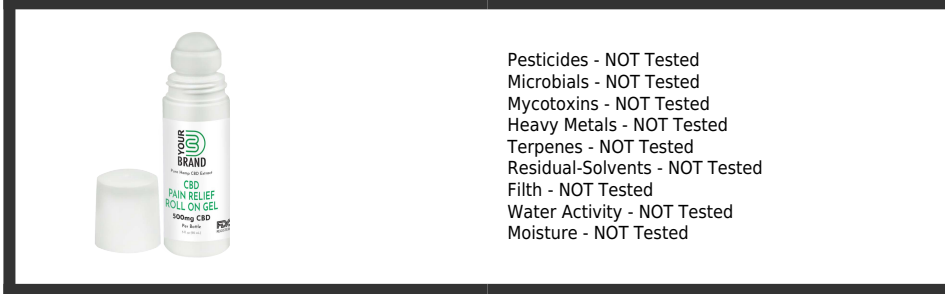 YOUR
BRAND
Pure Hemp CBD Extract
CBD
PAIN RELIEF
ROLL ON GEL
500mg CBD
Per Bottle
FDA
Pesticides - NOT Tested
Microbials - NOT Tested
Mycotoxins - NOT Tested
Heavy Metals - NOT Tested
Terpenes - NOT Tested
Residual-Solvents - NOT Tested
Filth - NOT Tested
Water Activity - NOT Tested
Moisture - NOT Tested